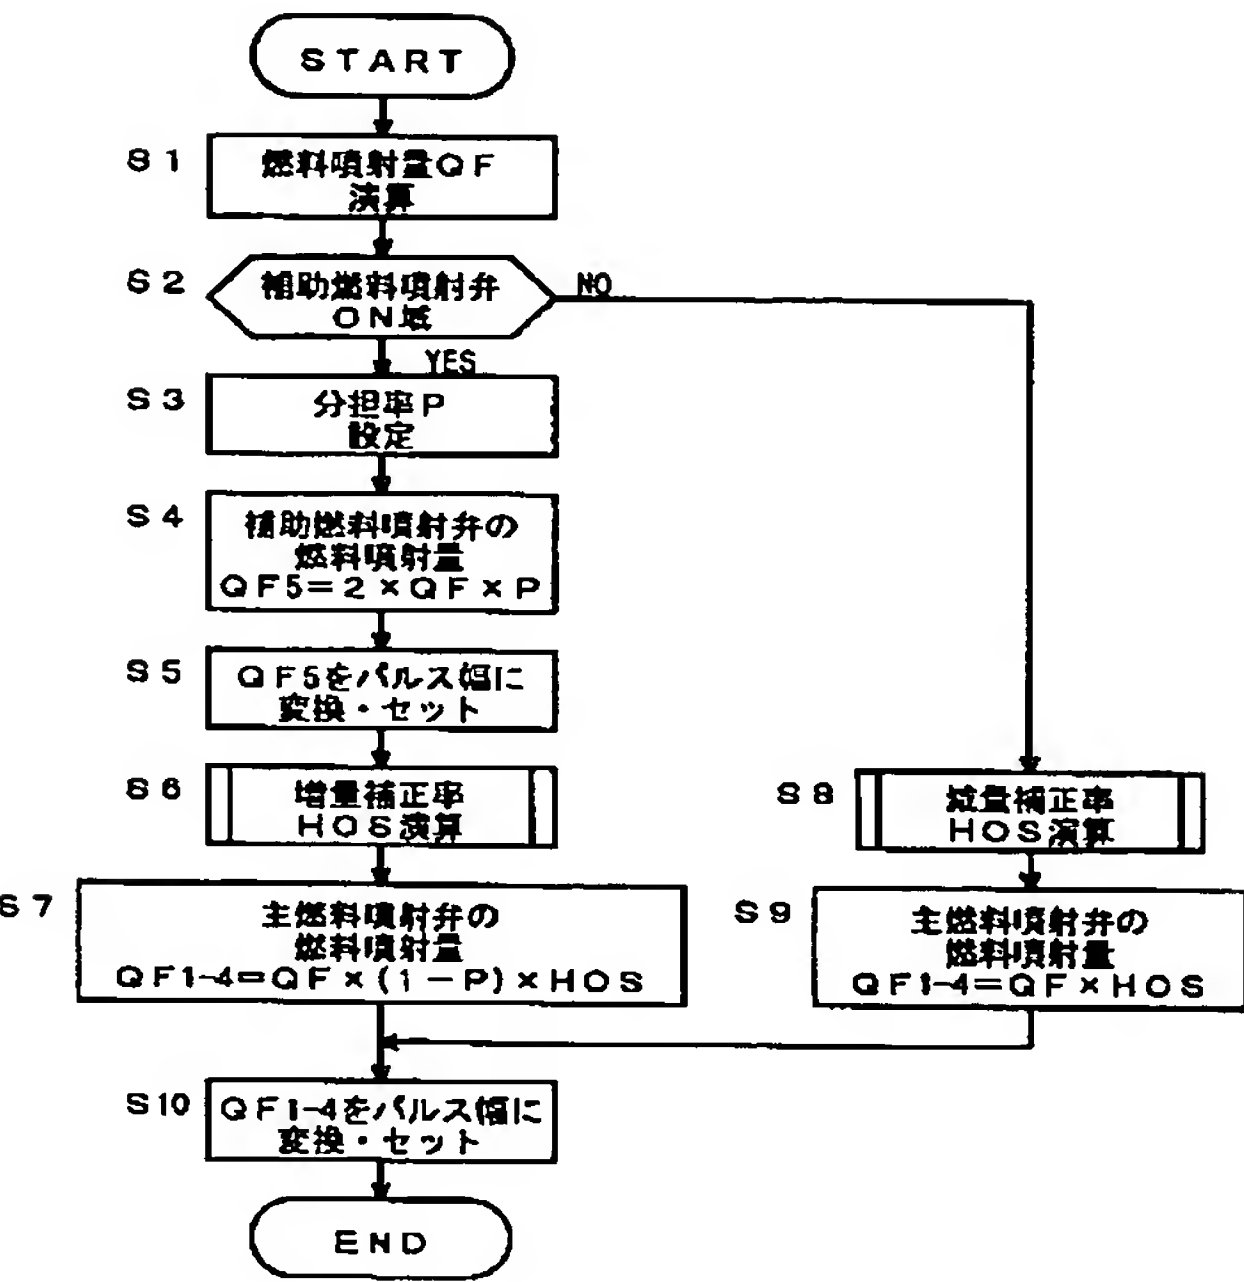 START
S1
燃料噴射量QF
演算
S2
補助燃料噴射弁
ON域
NO
YES
S3
分担率P
設定
S4
補助燃料噴射弁の
燃料噴射量
QF5=2×QF×P
S5
QF5をパルス幅に
変換・セット
S6
増量補正率
HOS演算
S7
主燃料噴射弁の
燃料噴射量
QF1-4=QF×(1-P)×HOS
S8
減量補正率
HOS演算
S9
主燃料噴射弁の
燃料噴射量
QF1-4=QF×HOS
S10
QF1-4をパルス幅に
変換・セット
END